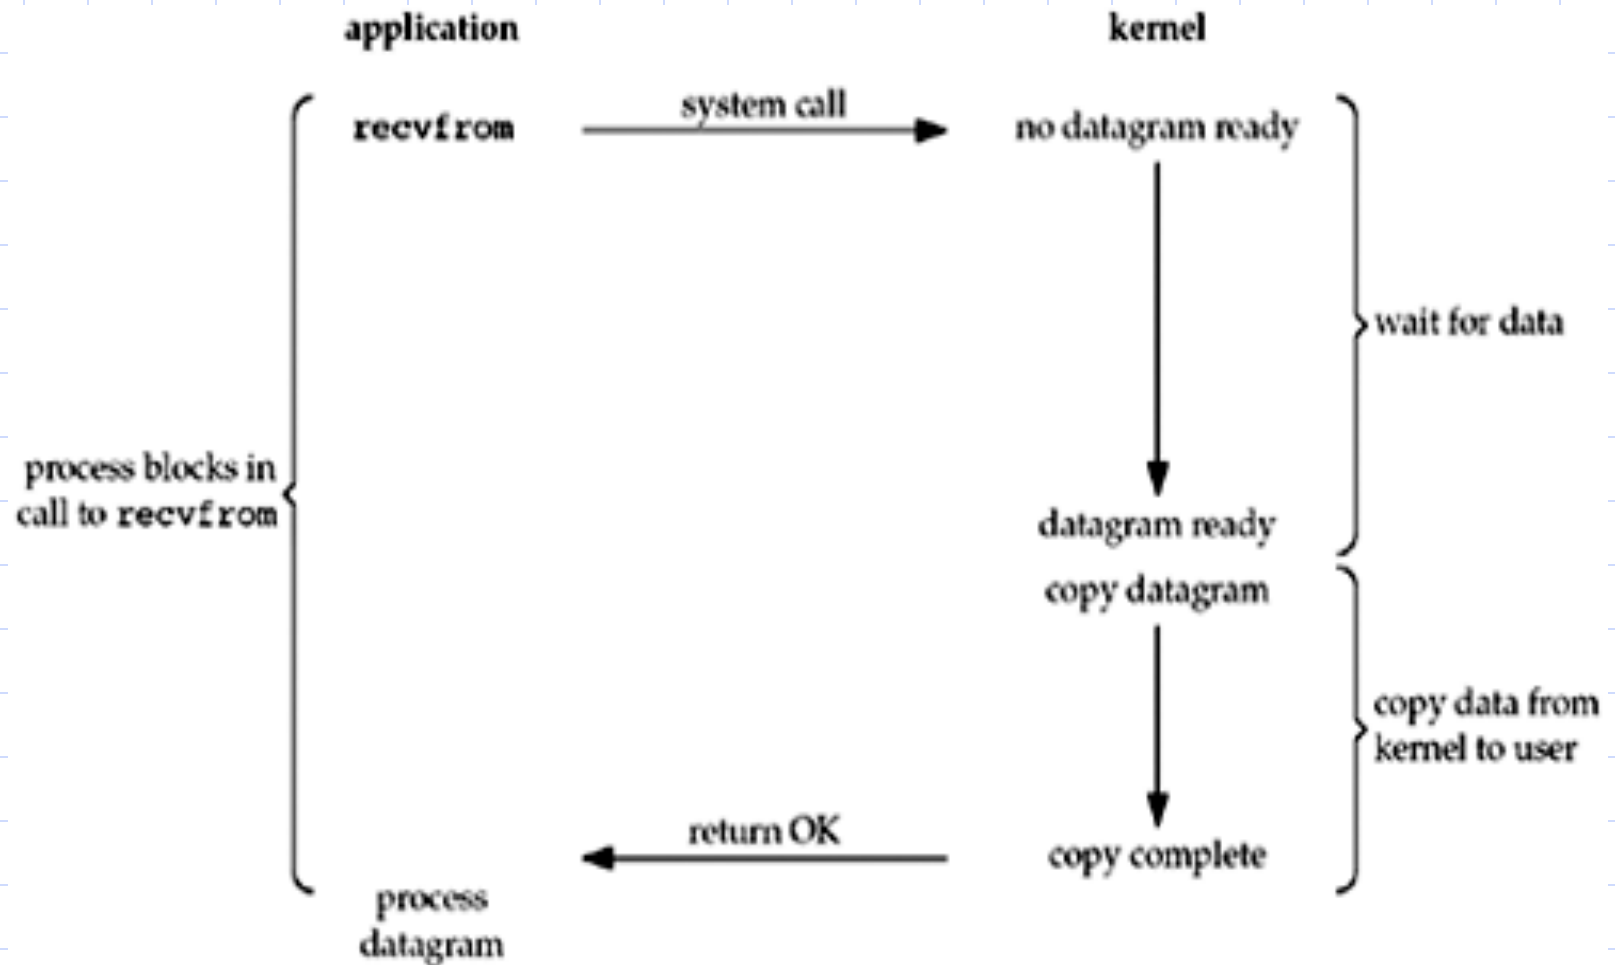 application
kernel
recvfrom
system call
no datagram ready
wait for data
process blocks in
call to recvfrom
datagram ready
copy datagram
copy data from
kernel to user
return OK
copy complete
process
datagram